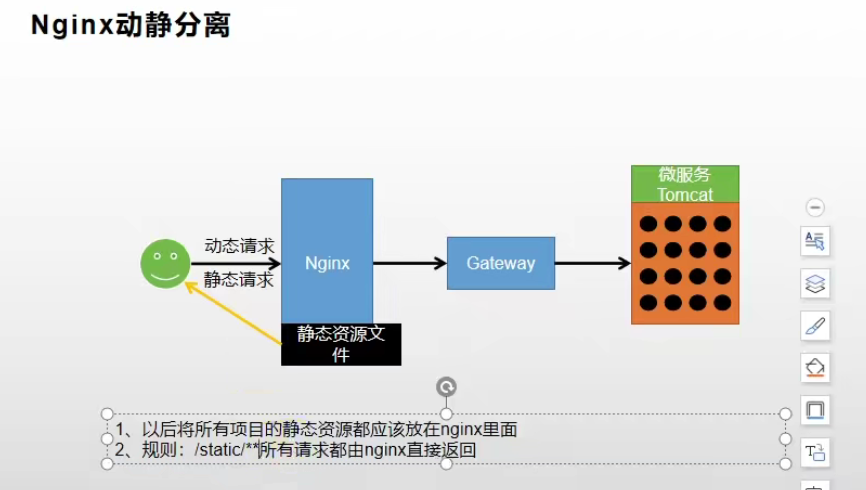 Nginx动静分离
微服务
Tomcat
动态请求
静态请求
Nginx
Gateway
静态资源文
件
1、以后将所有项目的静态资源都应该放在nginx里面
2、规则：/static/**所有请求都由nginx直接返回